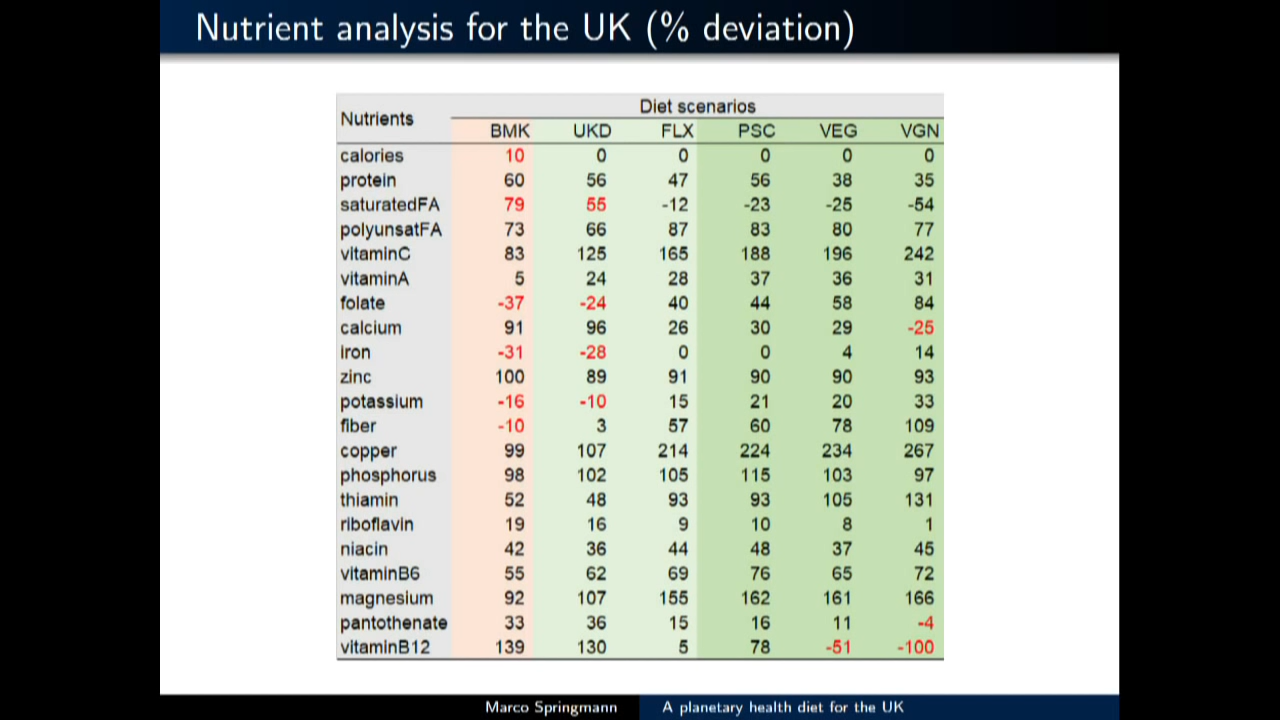 Nutrient analysis for the UK (% deviation)
Nutrients Diet scenarios
BMK UKD FLX PSC VEG VGN
calories 10 0 0 0 0 0
protein 60 56 47 56 38 35
saturatedFA 79 55 -12 -23 -25 -54
polyunsatFA 73 66 87 83 80 77
vitaminC 83 125 165 188 196 242
vitaminA 5 24 28 37 36 31
folate -37 -24 40 44 58 84
calcium 91 96 26 30 29 -25
iron -31 -28 0 0 4 14
zinc 100 89 91 90 90 93
potassium -16 -10 15 21 20 33
fiber -10 3 57 60 78 109
copper 99 107 214 224 234 267
phosphorus 98 102 105 115 103 97
thiamin 52 48 93 93 105 131
riboflavin 19 16 9 10 8 1
niacin 42 36 44 48 37 45
vitaminB6 55 62 69 76 65 72
magnesium 92 107 155 162 161 166
pantothenate 33 36 15 16 11 -4
vitaminB12 139 130 5 78 -51 -100
Marco Springmann A planetary health diet for the UK